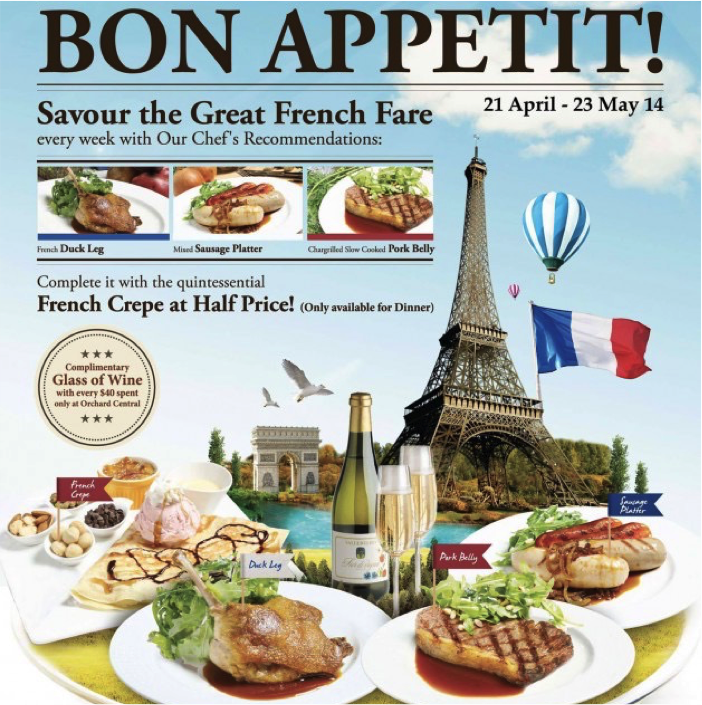 BON APPETIT!
21 April - 23 May 14
Savour the Great French Fare
every week with Our Chef's Recommendations:
French Duck Leg
Mixed Sausage Platter
Chargrilled Slow Cooked Pork Belly
Complete it with the quintessential
French Crepe at Half Price! (Only available for Dinner)
Complimentary
Glass of Wine
with every $40 spent
only at Orchard Central
French
Crepe
Sausage
Platter
Duck Leg
Pork Belly